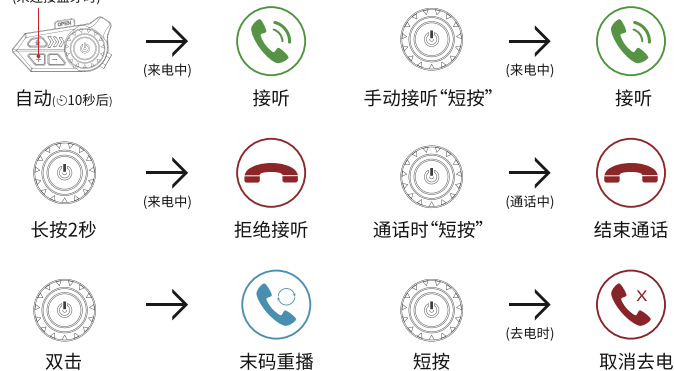 OPEN
(来电中)
(来电中)
自动(⏲10秒后)
接听
手动接听“短按”
接听
(来电中)
(通话中)
长按2秒
拒绝接听
通话时“短按”
结束通话
X
(去电时)
双击
末码重播
短按
取消去电